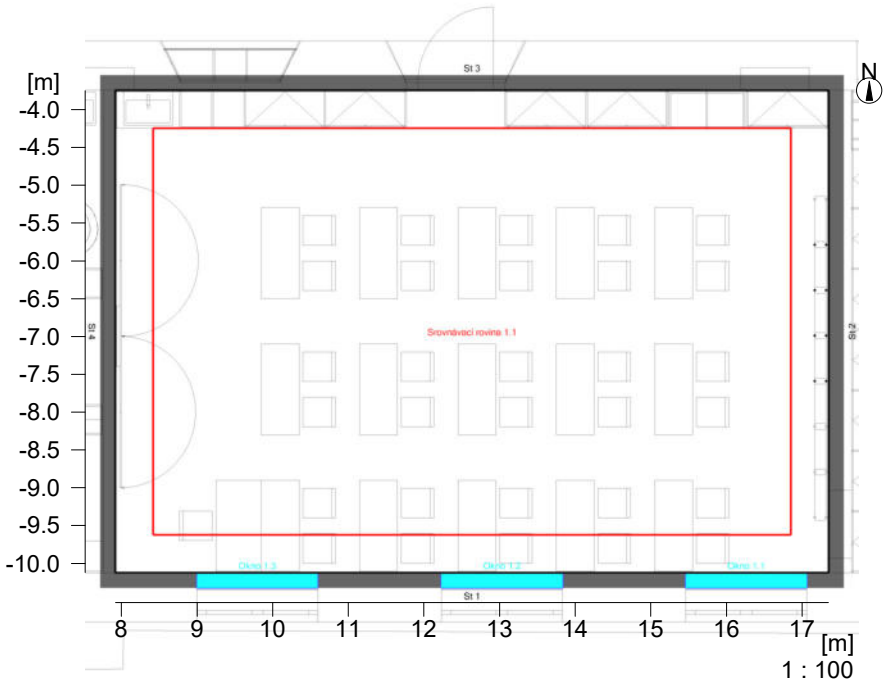 St 3
N
[m]
-4.0
-4.5
-5.0
-5.5
-6.0
-6.5
-7.0
-7.5
-8.0
-8.5
-9.0
-9.5
-10.0
St 4
Srovnávací rovina 1.1
St 2
Okno 1.3
Okno 1.2
Okno 1.1
St 1
8 9 10 11 12 13 14 15 16 17
[m]
1 : 100